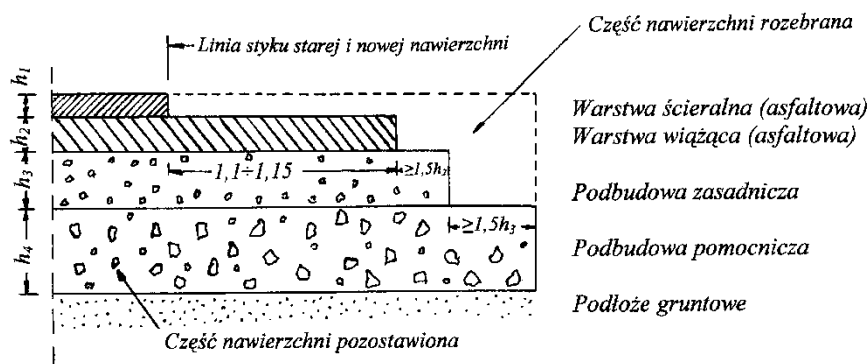 Część nawierzchni rozebrana
Linia styku starej i nowej nawierzchni
h₁
Warstwa ścieralna (asfaltowa)
h₂
Warstwa wiążąca (asfaltowa)
h₃
1,1÷1,15
≥1,5h₂
Podbudowa zasadnicza
h₄
≥1,5h₃
Podbudowa pomocnicza
Podłoże gruntowe
Część nawierzchni pozostawiona